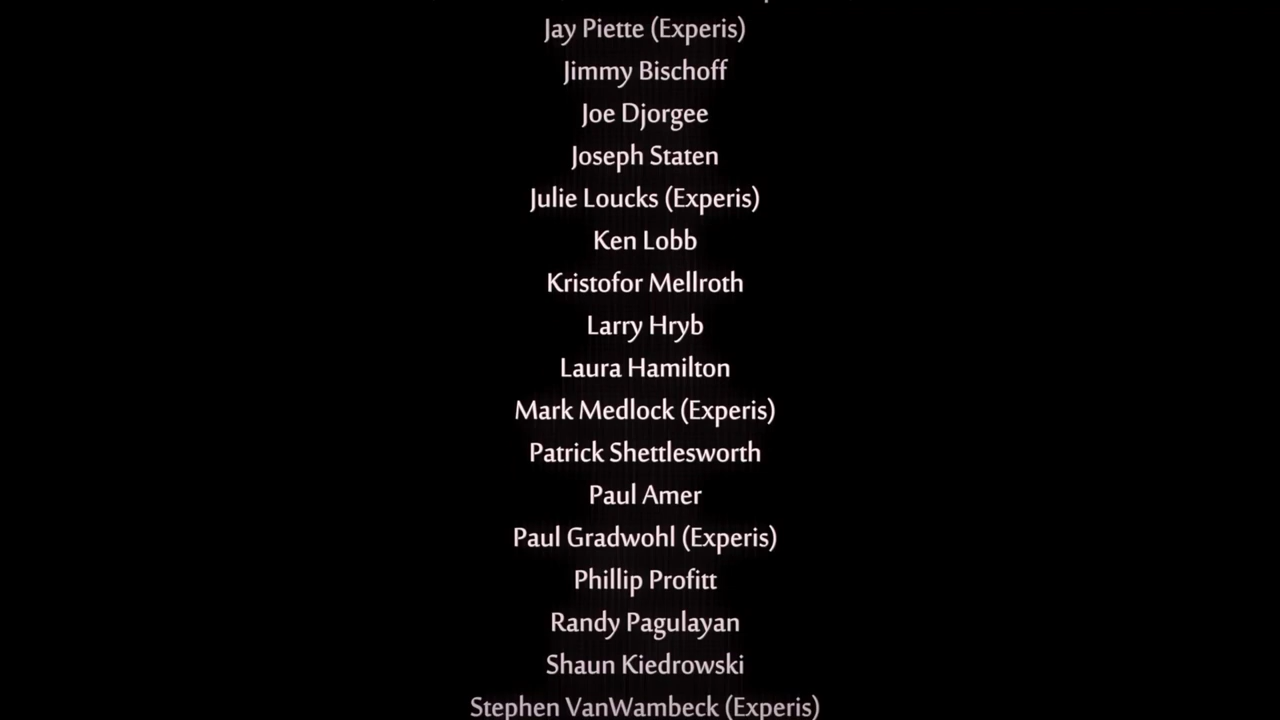 Jay Piette (Experis)
Jimmy Bischoff
Joe Djorgee
Joseph Staten
Julie Loucks (Experis)
Ken Lobb
Kristofor Mellroth
Larry Hryb
Laura Hamilton
Mark Medlock (Experis)
Patrick Shettlesworth
Paul Amer
Paul Gradwohl (Experis)
Phillip Profitt
Randy Pagulayan
Shaun Kiedrowski
Stephen VanWambeck (Experis)